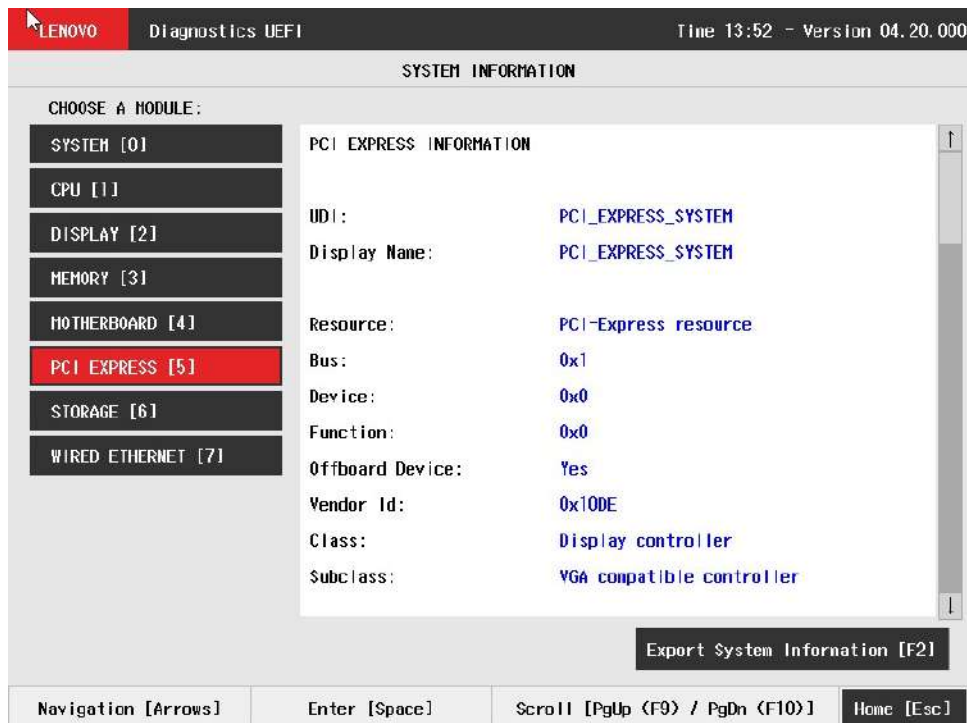 LENOVO Diagnostics UEFI Time 13:52 - Version 04.20.000
SYSTEM INFORMATION
CHOOSE A MODULE:
SYSTEM [0]
CPU [1]
DISPLAY [2]
MEMORY [3]
MOTHERBOARD [4]
PCI EXPRESS [5]
STORAGE [6]
WIRED ETHERNET [7]
PCI EXPRESS INFORMATION
UDI: PCI_EXPRESS_SYSTEM
Display Name: PCI_EXPRESS_SYSTEM
Resource: PCI-Express resource
Bus: 0x1
Device: 0x0
Function: 0x0
Offboard Device: Yes
Vendor Id: 0x10DE
Class: Display controller
Subclass: VGA compatible controller
Export System Information [F2]
Navigation [Arrows] Enter [Space] Scroll [PgUp (F9) / PgDn (F10)] Home [Esc]